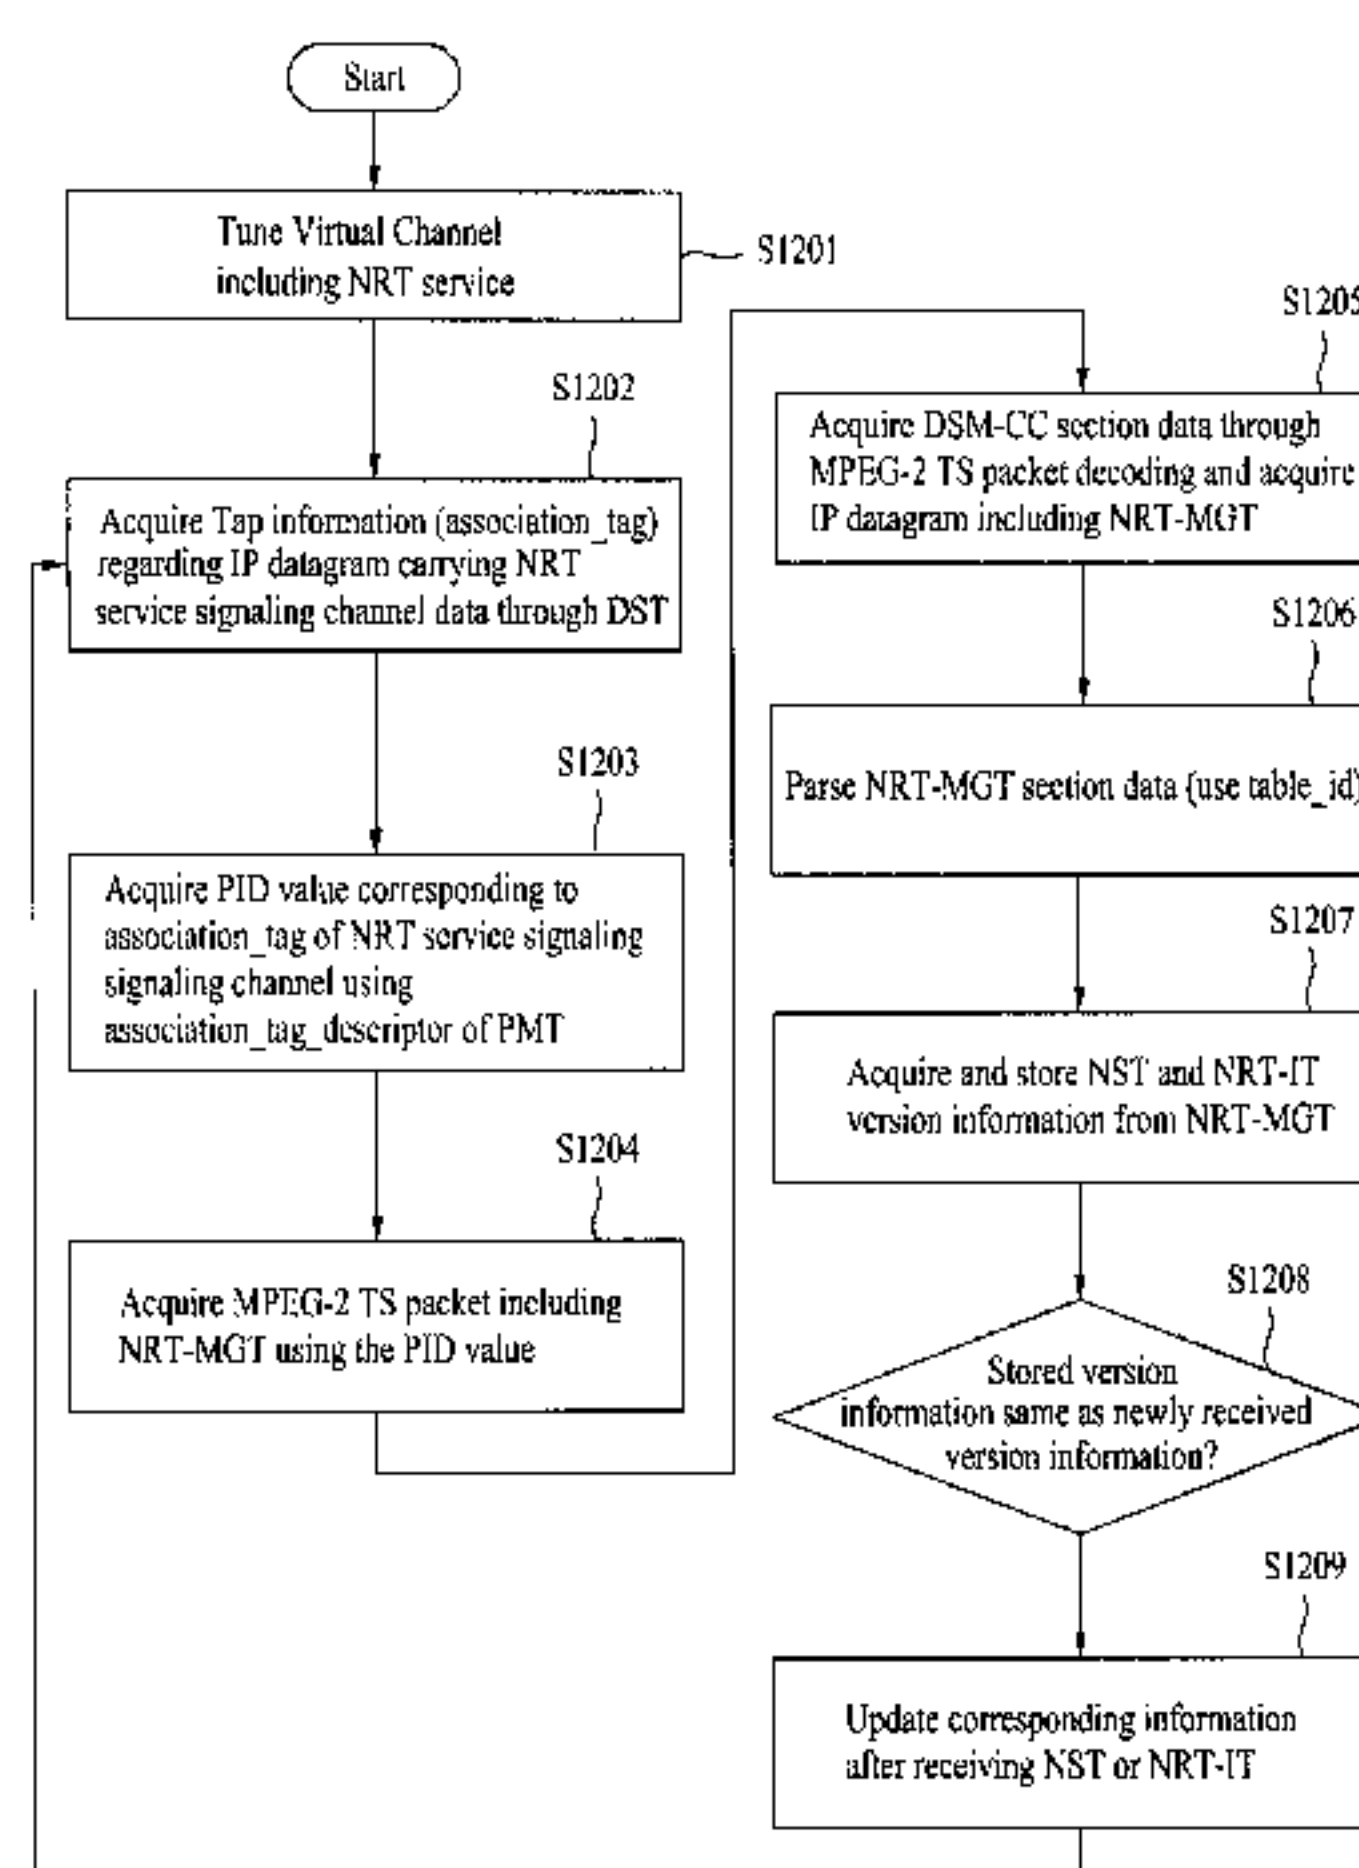 Start
Tune Virtual Channel
including NRT service
S1201
S1202
Acquire Tap information (association_tag)
regarding IP datagram carrying NRT
service signaling channel data through DST
S1203
Acquire PID value corresponding to
association_tag of NRT service signaling
signaling channel using
association_tag_descriptor of PMT
S1204
Acquire MPEG-2 TS packet including
NRT-MGT using the PID value
S1205
Acquire DSM-CC section data through
MPEG-2 TS packet decoding and acquire
IP datagram including NRT-MGT
S1206
Parse NRT-MGT section data (use table_id)
S1207
Acquire and store NST and NRT-IT
version information from NRT-MGT
S1208
Stored version
information same as newly received
version information?
S1209
Update corresponding information
after receiving NST or NRT-IT